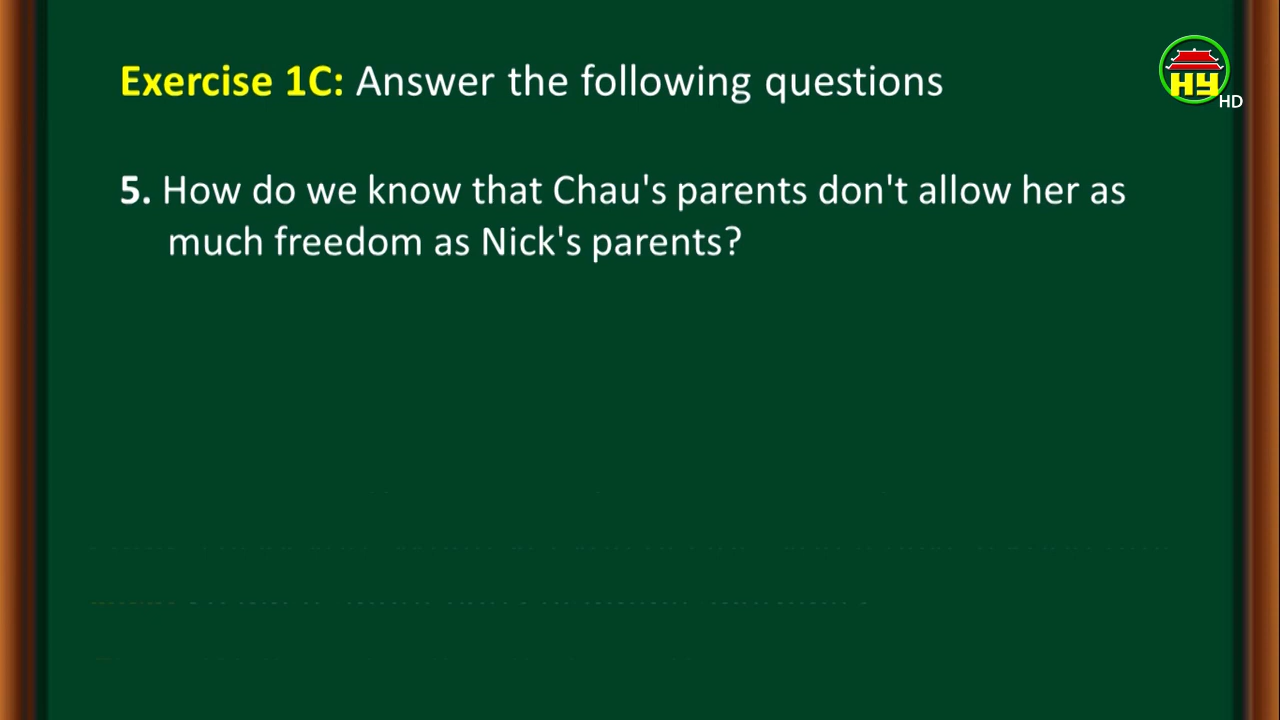 Exercise 1C: Answer the following questions
HY
HD
5. How do we know that Chau's parents don't allow her as
much freedom as Nick's parents?